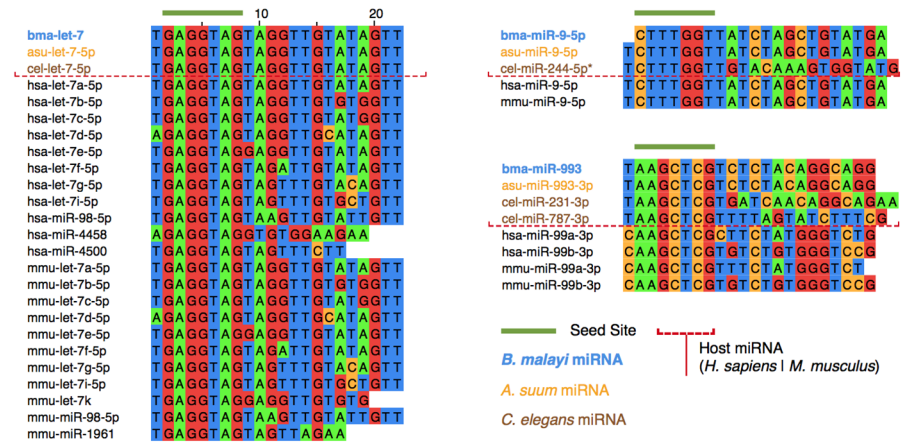 10 20
bma-let-7 TGAGGTAGTAGGTTGTATAGTT
asu-let-7-5p TGAGGTAGTAGGTTGTATAGTT
cel-let-7-5p TGAGGTAGTAGGTTGTATAGTT
hsa-let-7a-5p TGAGGTAGTAGGTTGTATAGTT
hsa-let-7b-5p TGAGGTAGTAGGTTGTGTGGTT
hsa-let-7c-5p TGAGGTAGTAGGTTGTATGGTT
hsa-let-7d-5p AGAGGTAGTAGGTTGCATAGTT
hsa-let-7e-5p TGAGGTAGGAGGTTGTATAGTT
hsa-let-7f-5p TGAGGTAGTAGATTGTATAGTT
hsa-let-7g-5p TGAGGTAGTAGTTTGTACAGTT
hsa-let-7i-5p TGAGGTAGTAGTTTGTGCTGTT
hsa-miR-98-5p TGAGGTAGTAAGTTGTATTGTT
hsa-miR-4458 AGAGGTAGGTGTGGAAGAA
hsa-miR-4500 TGAGGTAGTAGTTTCTT
mmu-let-7a-5p TGAGGTAGTAGGTTGTATAGTT
mmu-let-7b-5p TGAGGTAGTAGGTTGTGTGGTT
mmu-let-7c-5p TGAGGTAGTAGGTTGTATGGTT
mmu-let-7d-5p AGAGGTAGTAGGTTGCATAGTT
mmu-let-7e-5p TGAGGTAGGAGGTTGTATAGTT
mmu-let-7f-5p TGAGGTAGTAGATTGTATAGTT
mmu-let-7g-5p TGAGGTAGTAGTTTGTACAGTT
mmu-let-7i-5p TGAGGTAGTAGTTTGTGCTGTT
mmu-let-7k TGAGGTAGGAGGTTGTGTG
mmu-miR-98-5p TGAGGTAGTAAGTTGTATTGTT
mmu-miR-1961 TGAGGTAGTAGTTAGAA
bma-miR-9-5p CTTTGGTTATCTAGCTGTATGA
asu-miR-9-5p TCTTTGGTTATCTAGCTGTATGA
cel-miR-244-5p* TCTTTGGTTGTACAAAGTGGTATG
hsa-miR-9-5p TCTTTGGTTATCTAGCTGTATGA
mmu-miR-9-5p TCTTTGGTTATCTAGCTGTATGA
bma-miR-993 TAAGCTCGTCTCTACAGGCAGG
asu-miR-993-3p TAAGCTCGTCTCTACAGGCAGG
cel-miR-231-3p TAAGCTCGTGATCAACAGGCAGAA
cel-miR-787-3p TAAGCTCGTTTTAGTATCTTTCG
hsa-miR-99a-3p CAAGCTCGCTTCTATGGGTCTG
hsa-miR-99b-3p CAAGCTCGTGTCTGTGGGTCCG
mmu-miR-99a-3p CAAGCTCGTTTCTATGGGTCT
mmu-miR-99b-3p CAAGCTCGTGTCTGTGGGTCCG
Seed Site
B. malayi miRNA
A. suum miRNA
C. elegans miRNA
Host miRNA
(H. sapiens | M. musculus)